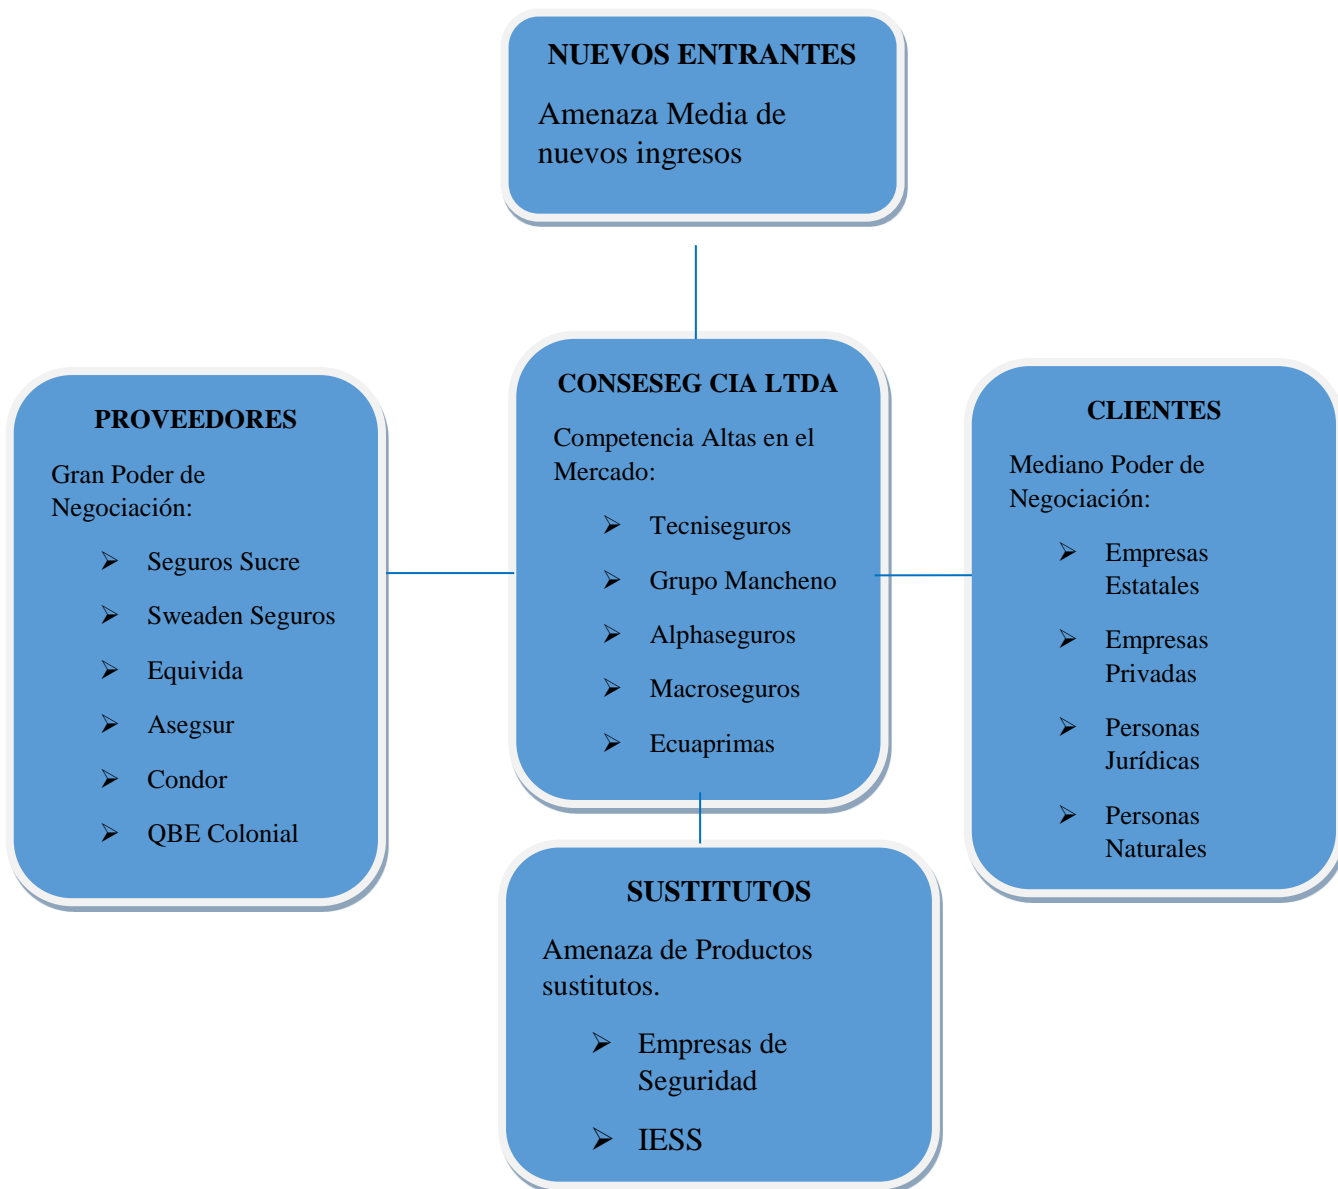 NUEVOS ENTRANTES
Amenaza Media de
nuevos ingresos
PROVEEDORES
Gran Poder de
Negociación:
➢ Seguros Sucre
➢ Sweaden Seguros
➢ Equivida
➢ Asegsur
➢ Condor
➢ QBE Colonial
CONSESEG CIA LTDA
Competencia Altas en el
Mercado:
➢ Tecniseguros
➢ Grupo Mancheno
➢ Alphaseguros
➢ Macroseguros
➢ Ecuaprimas
CLIENTES
Mediano Poder de
Negociación:
➢ Empresas
Estatales
➢ Empresas
Privadas
➢ Personas
Jurídicas
➢ Personas
Naturales
SUSTITUTOS
Amenaza de Productos
sustitutos.
➢ Empresas de
Seguridad
➢ IESS